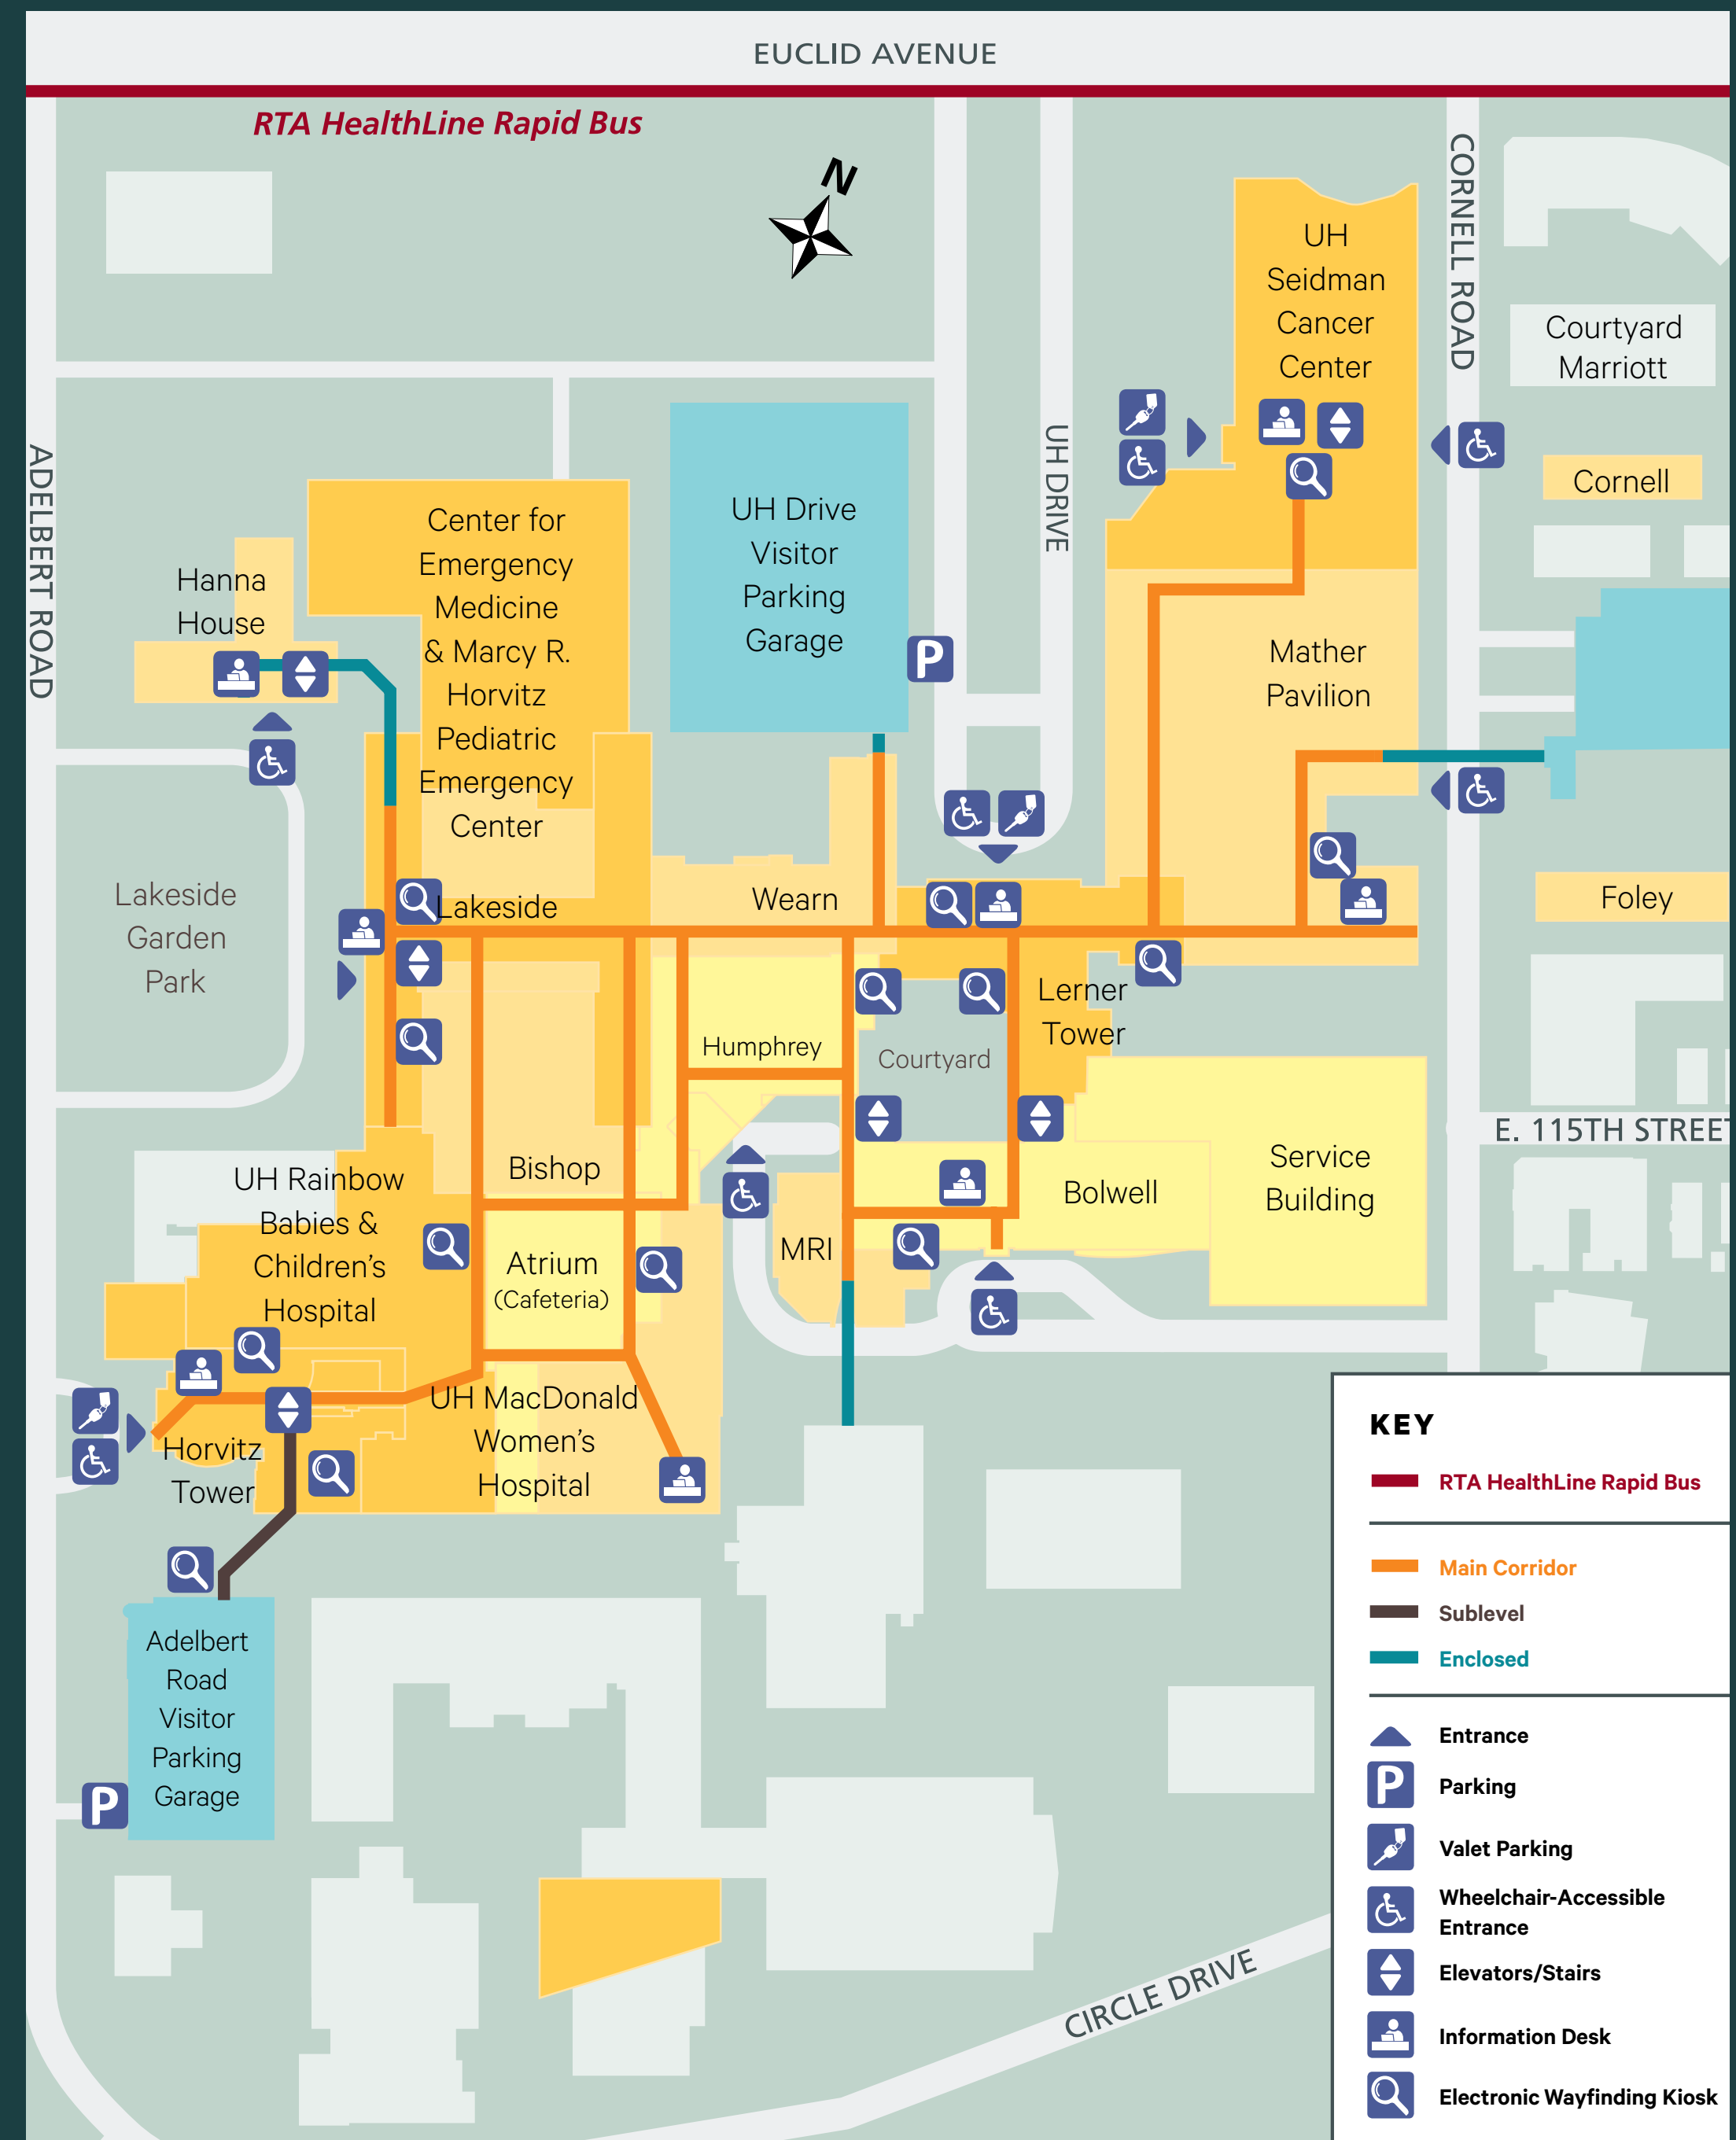 EUCLID AVENUE
RTA HealthLine Rapid Bus
N
CORNELL ROAD
UH
Seidman
Cancer
Center
Courtyard
Marriott
ADELBERT ROAD
UH DRIVE
Cornell
Center for
Emergency
Medicine
& Marcy R.
Horvitz
Pediatric
Emergency
Center
UH Drive
Visitor
Parking
Garage
P
Hanna
House
Mather
Pavilion
Lakeside
Garden
Park
Lakeside
Wearn
Foley
Lerner
Tower
Humphrey
Courtyard
E. 115TH STREET
Bishop
UH Rainbow
Babies &
Children's
Hospital
Bolwell
Service
Building
MRI
Atrium
(Cafeteria)
UH MacDonald
Women's
Hospital
Horvitz
Tower
Adelbert
Road
Visitor
Parking
Garage
P
CIRCLE DRIVE
KEY
RTA HealthLine Rapid Bus
Main Corridor
Sublevel
Enclosed
Entrance
P Parking
Valet Parking
Wheelchair-Accessible
Entrance
Elevators/Stairs
Information Desk
Electronic Wayfinding Kiosk